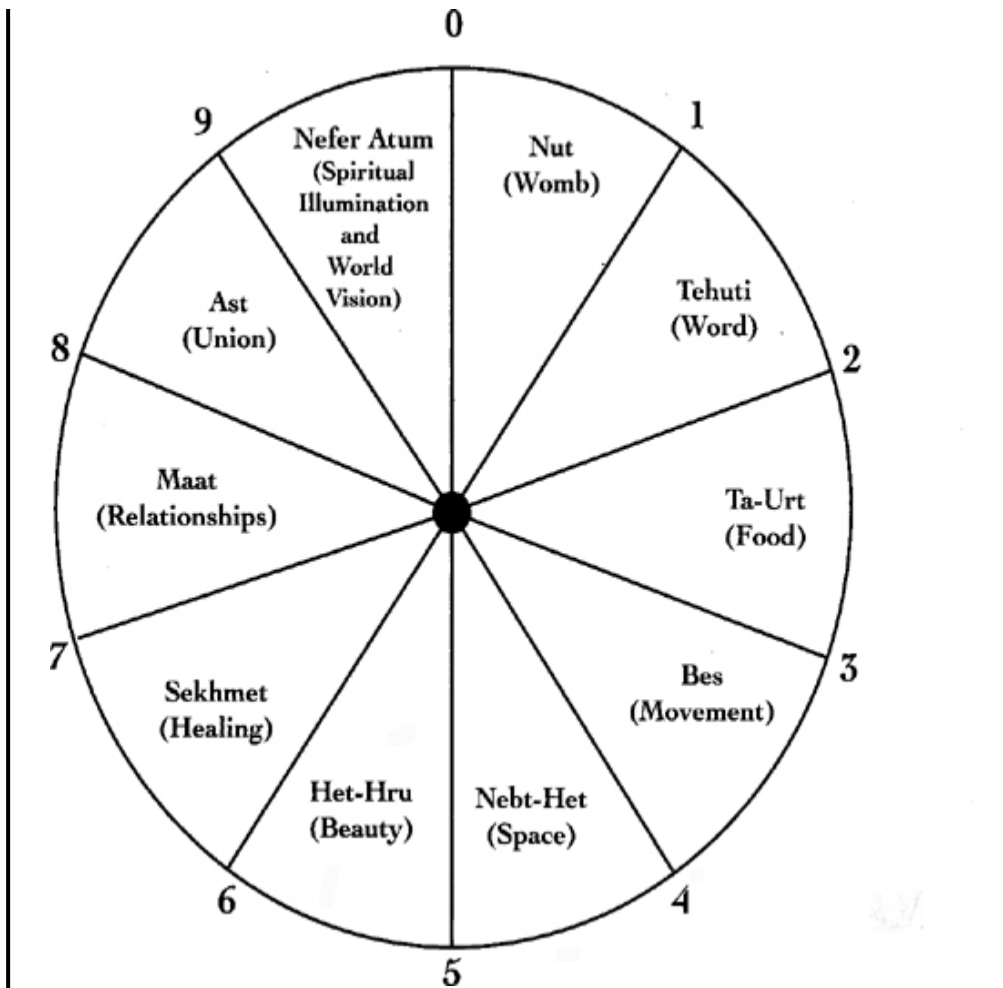 0
1
Nut
(Womb)
Tehuti
(Word)
2
Ta-Urt
(Food)
3
Bes
(Movement)
4
Nebt-Het
(Space)
5
Het-Hru
(Beauty)
6
Sekhmet
(Healing)
7
Maat
(Relationships)
8
Ast
(Union)
9
Nefer Atum
(Spiritual
Illumination
and
World
Vision)